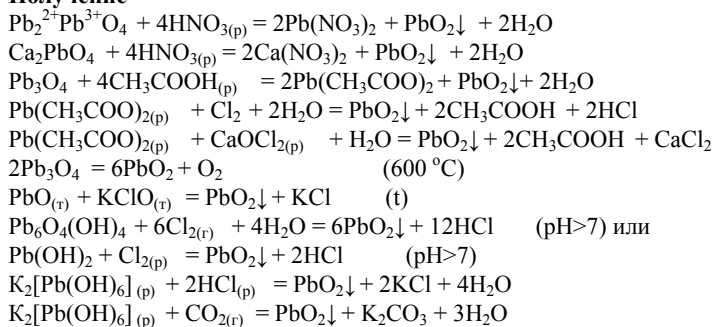 Получение
Pb₂²⁺Pb³⁺O₄ + 4HNO₃₍ₚ₎ = 2Pb(NO₃)₂ + PbO₂↓ + 2H₂O
Ca₂PbO₄ + 4HNO₃₍ₚ₎ = 2Ca(NO₃)₂ + PbO₂↓ + 2H₂O
Pb₃O₄ + 4CH₃COOH₍ₚ₎ = 2Pb(CH₃COO)₂ + PbO₂↓+ 2H₂O
Pb(CH₃COO)₂₍ₚ₎ + Cl₂ + 2H₂O = PbO₂↓ + 2CH₃COOH + 2HCl
Pb(CH₃COO)₂₍ₚ₎ + CaOCl₂₍ₚ₎ + H₂O = PbO₂↓ + 2CH₃COOH + CaCl₂
2Pb₃O₄ = 6PbO₂ + O₂ (600 °C)
PbO₍т₎ + KClO₍т₎ = PbO₂↓ + KCl (t)
Pb₆O₄(OH)₄ + 6Cl₂₍г₎ + 4H₂O = 6PbO₂↓ + 12HCl (pH>7) или
Pb(OH)₂ + Cl₂₍ₚ₎ = PbO₂↓ + 2HCl (pH>7)
K₂[Pb(OH)₆]₍ₚ₎ + 2HCl₍ₚ₎ = PbO₂↓ + 2KCl + 4H₂O
K₂[Pb(OH)₆]₍ₚ₎ + CO₂₍г₎ = PbO₂↓ + K₂CO₃ + 3H₂O